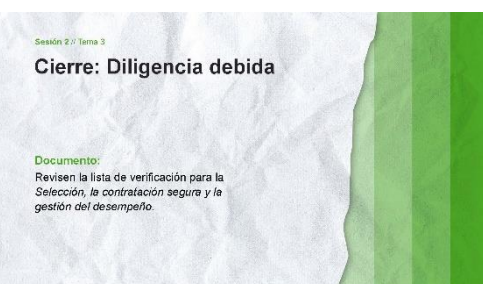 Sesión 2 // Tema 3
Cierre: Diligencia debida
Documento:
Revisen la lista de verificación para la
Selección, la contratación segura y la
gestión del desempeño.